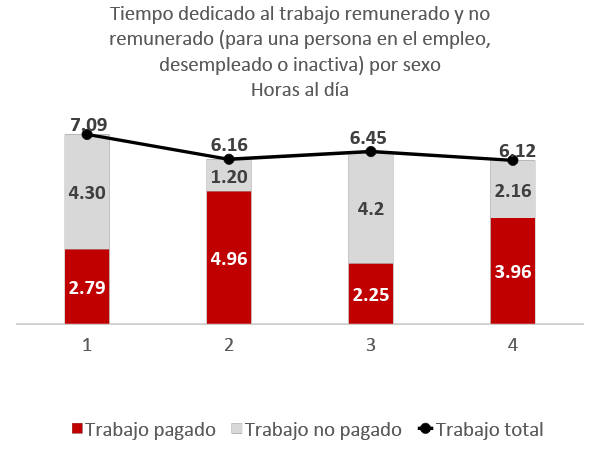 Tiempo dedicado al trabajo remunerado y no
remunerado (para una persona en el empleo,
desempleado o inactiva) por sexo
Horas al día
7.09
6.16
6.45
6.12
4.30
1.20
4.2
2.16
2.79
4.96
2.25
3.96
1
2
3
4
Trabajo pagado
Trabajo no pagado
Trabajo total